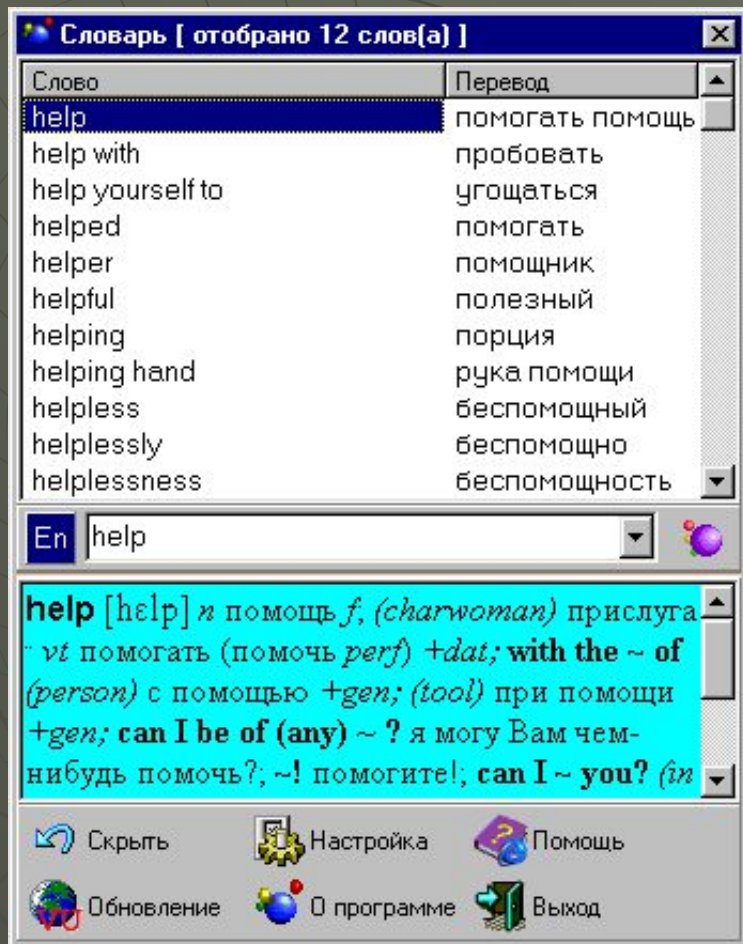 Словарь [ отобрано 12 слов(а) ]
Слово Перевод
help помогать помощь
help with пробовать
help yourself to угощаться
helped помогать
helper помощник
helpful полезный
helping порция
helping hand рука помощи
helpless беспомощный
helplessly беспомощно
helplessness беспомощность
En help
help [hεlp] n помощь f, (charwoman) прислуга
vt помогать (помочь perf) +dat; with the ~ of
(person) с помощью +gen; (tool) при помощи
+gen; can I be of (any) ~ ? я могу Вам чем-
нибудь помочь?; ~! помогите!; can I ~ you? (in
Скрыть Настройка Помощь
VU Обновление О программе Выход